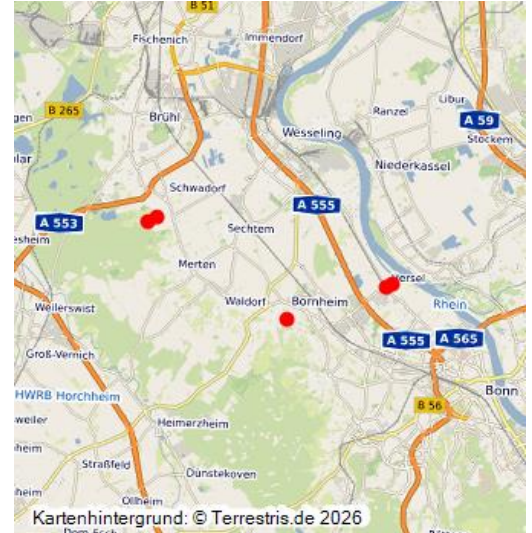 B 51
Immendorf
Fischenich
Libur
B 265
Ranzel
Brühl
A 59
Wesseling
Stockem
Niederkassel
Schwadorf
A 555
A 553
Sechtem
Merten
Hersel
Weilerswist
Waldorf
Bornheim
Rhein
A 555
A 565
Groß-Vernich
Bonn
HWRB Horchheim
B 56
Heimerzheim
Straßfeld
Dünstekoven
Ollheim
Kartenhintergrund: © Terrestris.de 2026